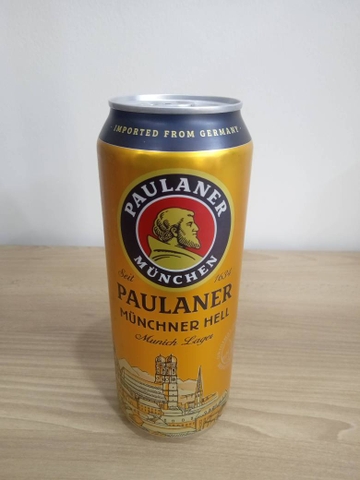 IMPORTED FROM GERMANY
PAULANER
MÜNCHEN
Seit 1634
PAULANER
MÜNCHNER HELL
Munich Lager